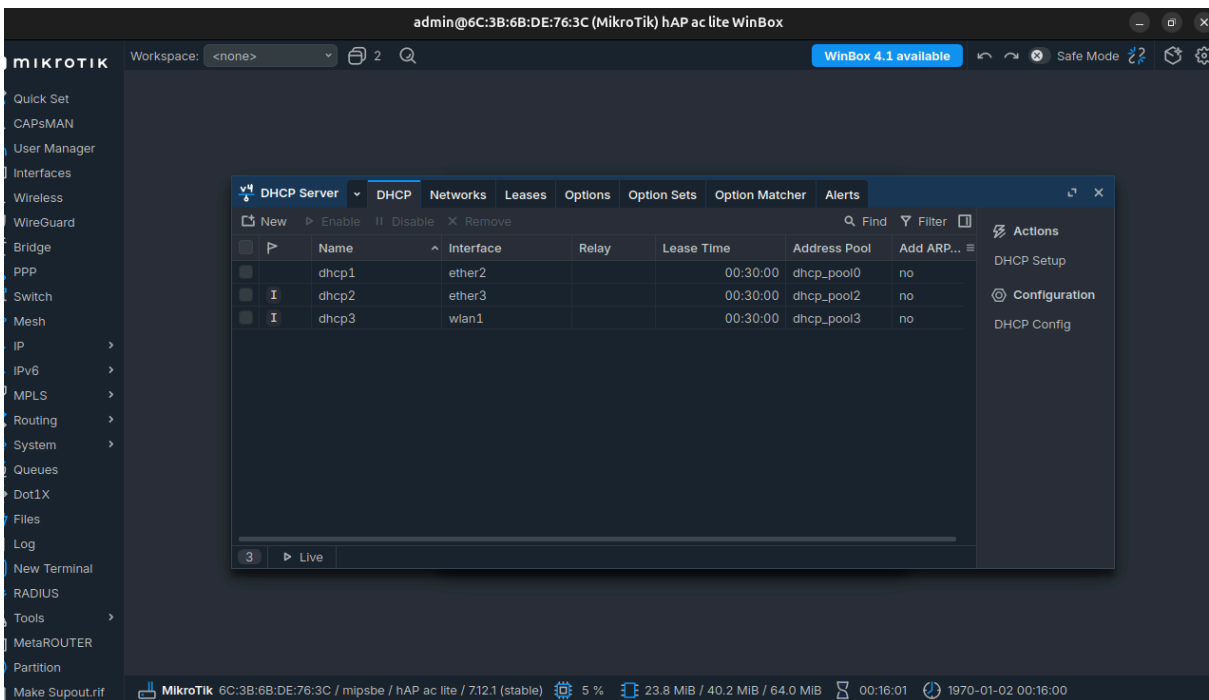 admin@6C:3B:6B:DE:76:3C (MikroTik) hAP ac lite WinBox
MIKROTIK
Workspace: <none> 2 WinBox 4.1 available Safe Mode
Quick Set
CAPsMAN
User Manager
Interfaces
Wireless
WireGuard
Bridge
PPP
Switch
Mesh
IP
IPv6
MPLS
Routing
System
Queues
Dot1X
Files
Log
New Terminal
RADIUS
Tools
MetaROUTER
Partition
Make Supout.rif
v4 DHCP Server DHCP Networks Leases Options Option Sets Option Matcher Alerts
New Enable Disable Remove Find Filter
Name Interface Relay Lease Time Address Pool Add ARP...
dhcp1 ether2 00:30:00 dhcp_pool0 no
I dhcp2 ether3 00:30:00 dhcp_pool2 no
I dhcp3 wlan1 00:30:00 dhcp_pool3 no
3 Live
Actions
DHCP Setup
Configuration
DHCP Config
MikroTik 6C:3B:6B:DE:76:3C / mipsbe / hAP ac lite / 7.12.1 (stable) 5 % 23.8 MiB / 40.2 MiB / 64.0 MiB 00:16:01 1970-01-02 00:16:00